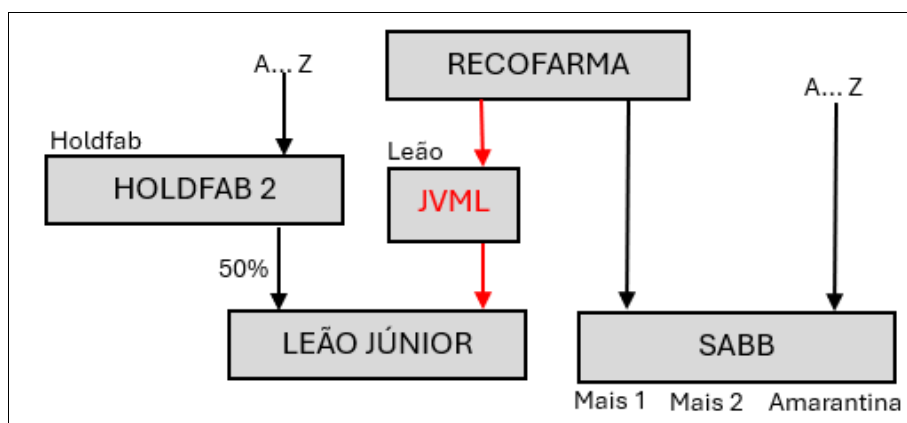 A... Z
RECOFARMA
A... Z
Holdfab
HOLDFAB 2
Leão
JVML
50%
LEÃO JÚNIOR
SABB
Mais 1 Mais 2 Amarantina